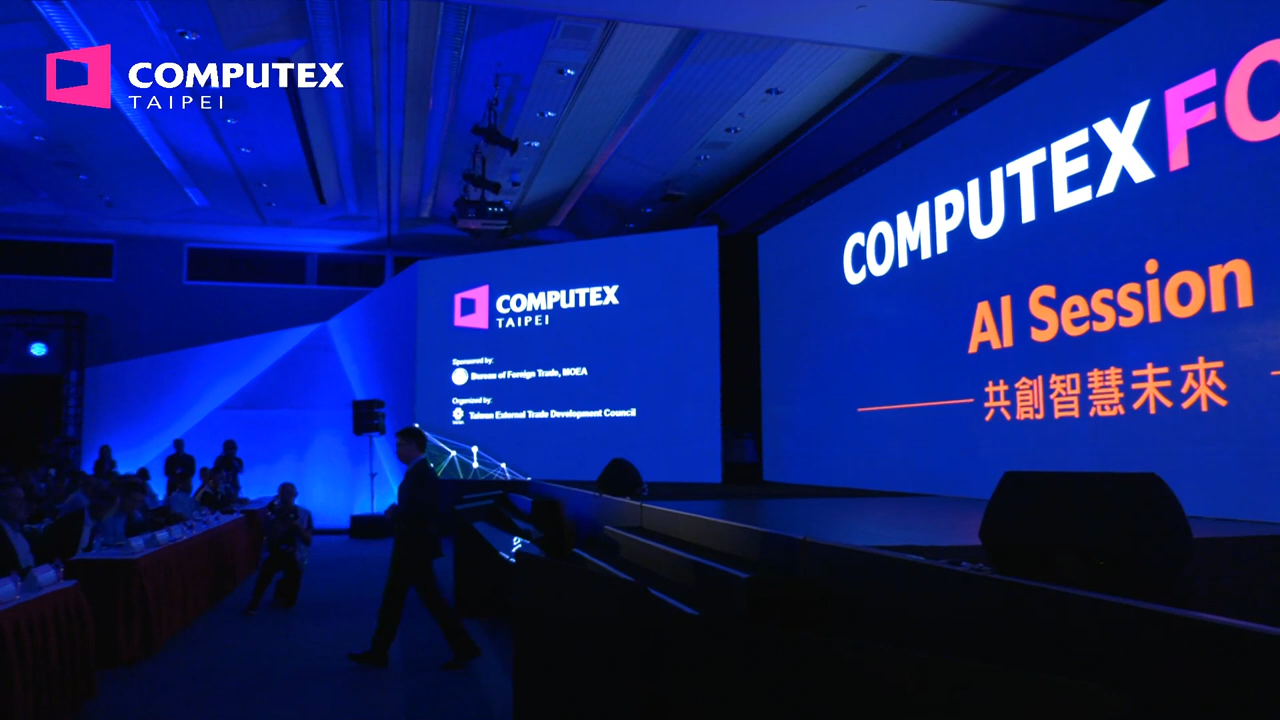 COMPUTEX
TAIPEI
COMPUTEX
TAIPEI
Sponsored by:
Bureau of Foreign Trade, MOEA
Organized by:
Taiwan External Trade Development Council
COMPUTEX FO
AI Session
共創智慧未來